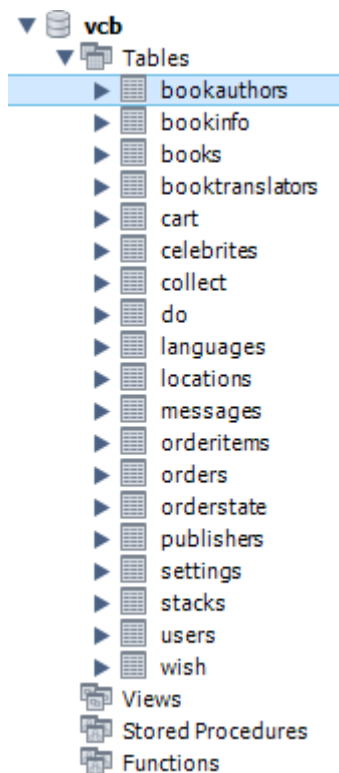 vcb
Tables
bookauthors
bookinfo
books
booktranslators
cart
celebrites
collect
do
languages
locations
messages
orderitems
orders
orderstate
publishers
settings
stacks
users
wish
Views
Stored Procedures
Functions